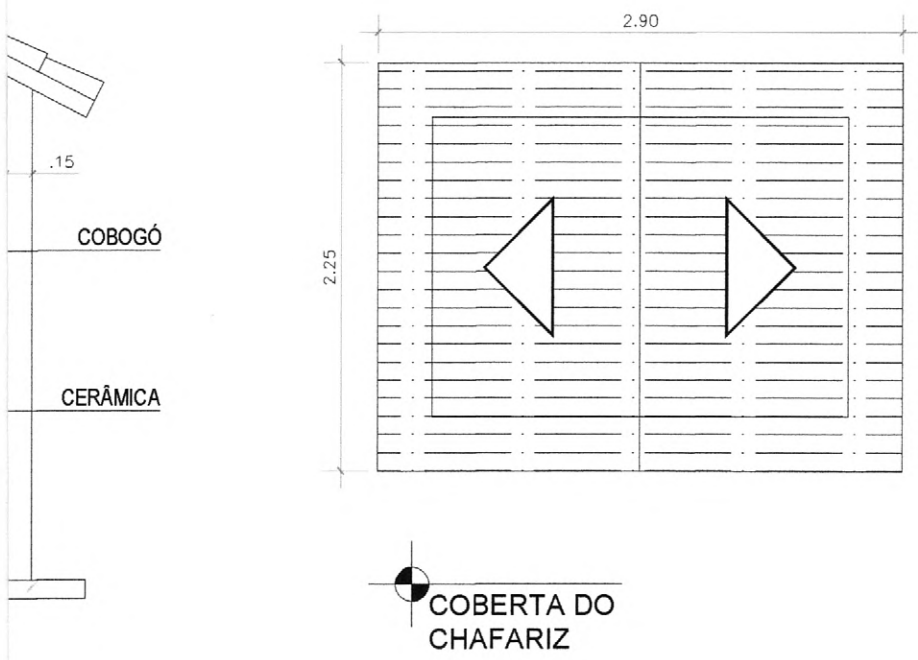 2.90
.15
COBOGÓ
2.25
CERÂMICA
COBERTA DO
CHAFARIZ